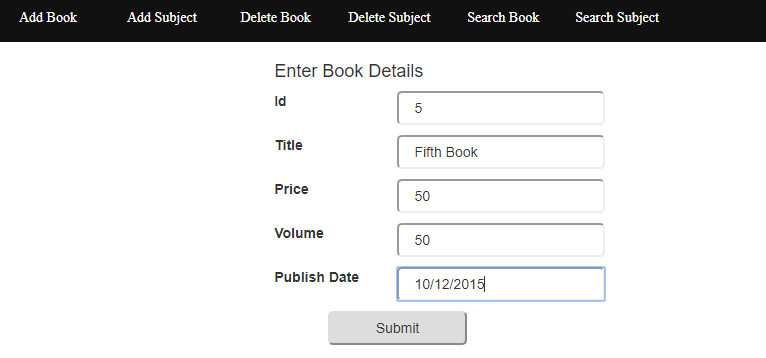 Add Book Add Subject Delete Book Delete Subject Search Book Search Subject
Enter Book Details
Id 5
Title Fifth Book
Price 50
Volume 50
Publish Date 10/12/2015
Submit